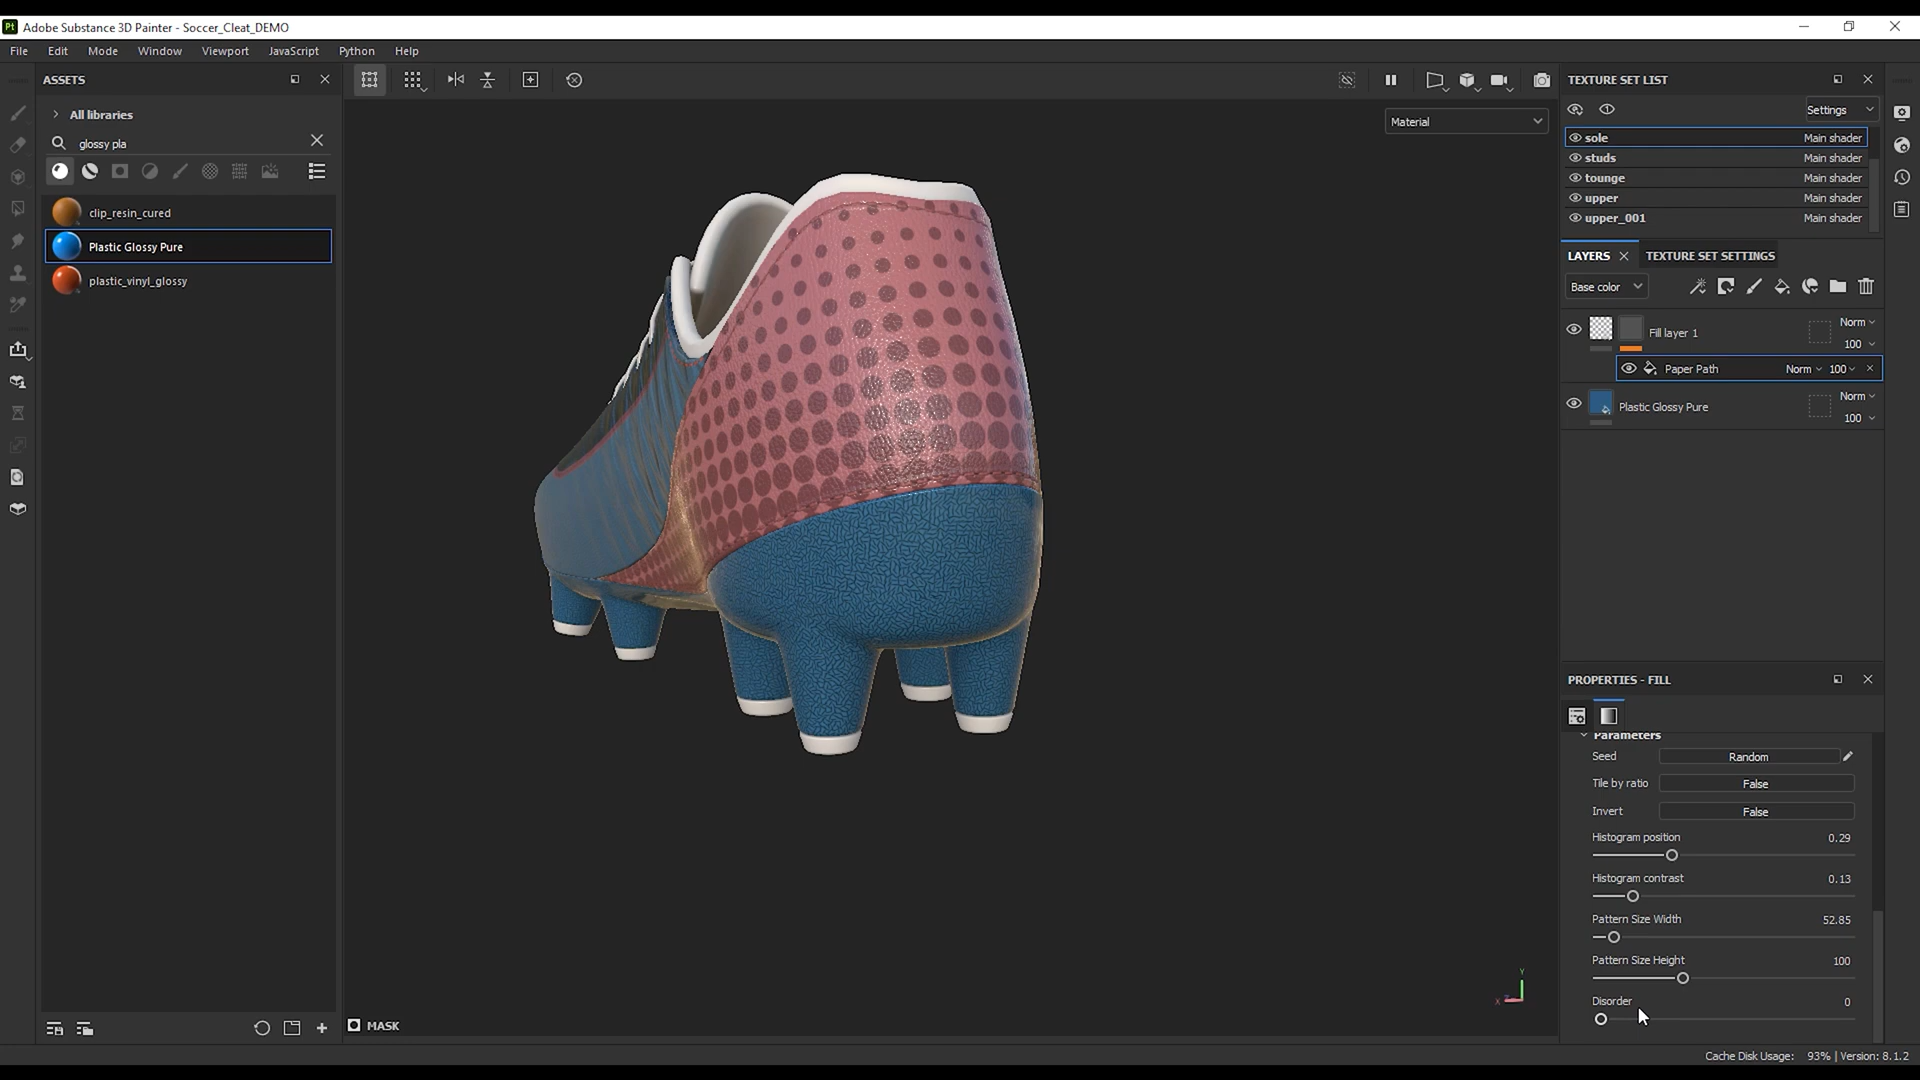 Pt Adobe Substance 3D Painter - Soccer_Cleat_DEMO
File Edit Mode Window Viewport JavaScript Python Help
ASSETS
All libraries
glossy pla
clip_resin_cured
Plastic Glossy Pure
plastic_vinyl_glossy
Material
MASK
Y
X
TEXTURE SET LIST
Settings
sole Main shader
studs Main shader
tounge Main shader
upper Main shader
upper_001 Main shader
LAYERS TEXTURE SET SETTINGS
Base color
Fill layer 1 Norm
100
Paper Path Norm 100
Plastic Glossy Pure Norm
100
PROPERTIES - FILL
Parameters
Seed Random
Tile by ratio False
Invert False
Histogram position 0.29
Histogram contrast 0.13
Pattern Size Width 52.85
Pattern Size Height 100
Disorder 0
Cache Disk Usage: 93% | Version: 8.1.2